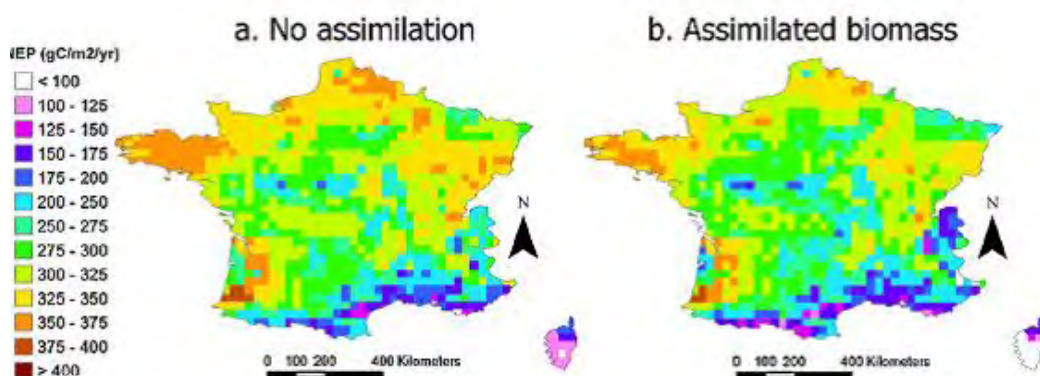 a. No assimilation
b. Assimilated biomass
IEP (gC/m2/yr)
< 100
100 - 125
125 - 150
150 - 175
175 - 200
200 - 250
250 - 275
275 - 300
300 - 325
325 - 350
350 - 375
375 - 400
> 400
N
N
0 100 200 400 Kilometers
0 100 200 400 Kilometers